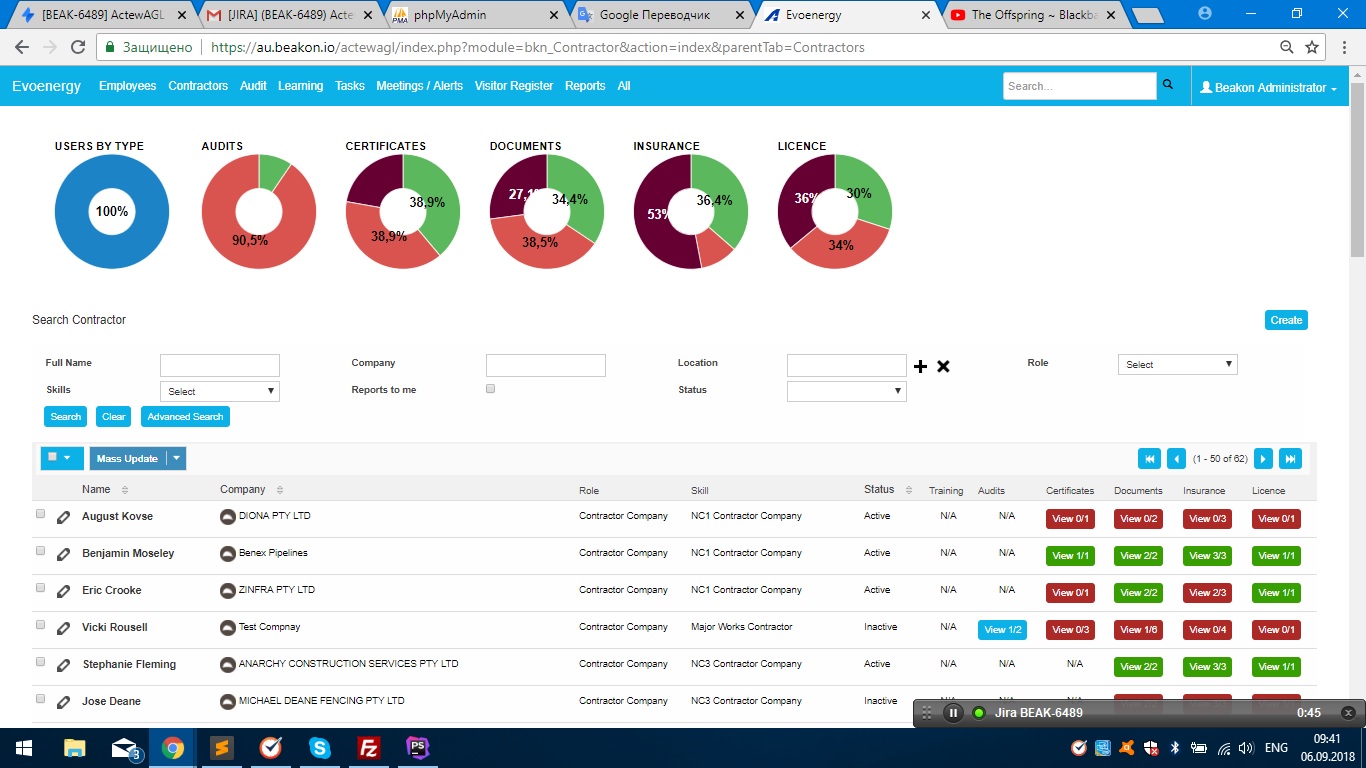 [BEAK-6489] ActewAGL
[JIRA] (BEAK-6489) Acte
PMA phpMyAdmin
Google Переводчик
Evoenergy
The Offspring ~ Blackba
Защищено https://au.beakon.io/actewagl/index.php?module=bkn_Contractor&action=index&parentTab=Contractors
Evoenergy Employees Contractors Audit Learning Tasks Meetings / Alerts Visitor Register Reports All Search... Beakon Administrator
USERS BY TYPE AUDITS CERTIFICATES DOCUMENTS INSURANCE LICENCE
100%
90,5%
38,9%
38,9%
27,1%
34,4%
38,5%
53%
36,4%
36%
30%
34%
Search Contractor Create
Full Name Company Location Role Select
Skills Select Reports to me Status
Search Clear Advanced Search
Mass Update (1 - 50 of 62)
Name Company Role Skill Status Training Audits Certificates Documents Insurance Licence
August Kovse DIONA PTY LTD Contractor Company NC1 Contractor Company Active N/A N/A View 0/1 View 0/2 View 0/3 View 0/1
Benjamin Moseley Benex Pipelines Contractor Company NC1 Contractor Company Active N/A N/A View 1/1 View 2/2 View 3/3 View 1/1
Eric Crooke ZINFRA PTY LTD Contractor Company NC1 Contractor Company Active N/A N/A View 0/1 View 2/2 View 2/3 View 1/1
Vicki Rousell Test Compnay Contractor Company Major Works Contractor Inactive N/A View 1/2 View 0/3 View 1/6 View 0/4 View 0/1
Stephanie Fleming ANARCHY CONSTRUCTION SERVICES PTY LTD Contractor Company NC3 Contractor Company Active N/A N/A N/A View 2/2 View 3/3 View 1/1
Jose Deane MICHAEL DEANE FENCING PTY LTD Contractor Company NC3 Contractor Company Inactive
Jira BEAK-6489 0:45
3
PS
ENG
09:41
06.09.2018